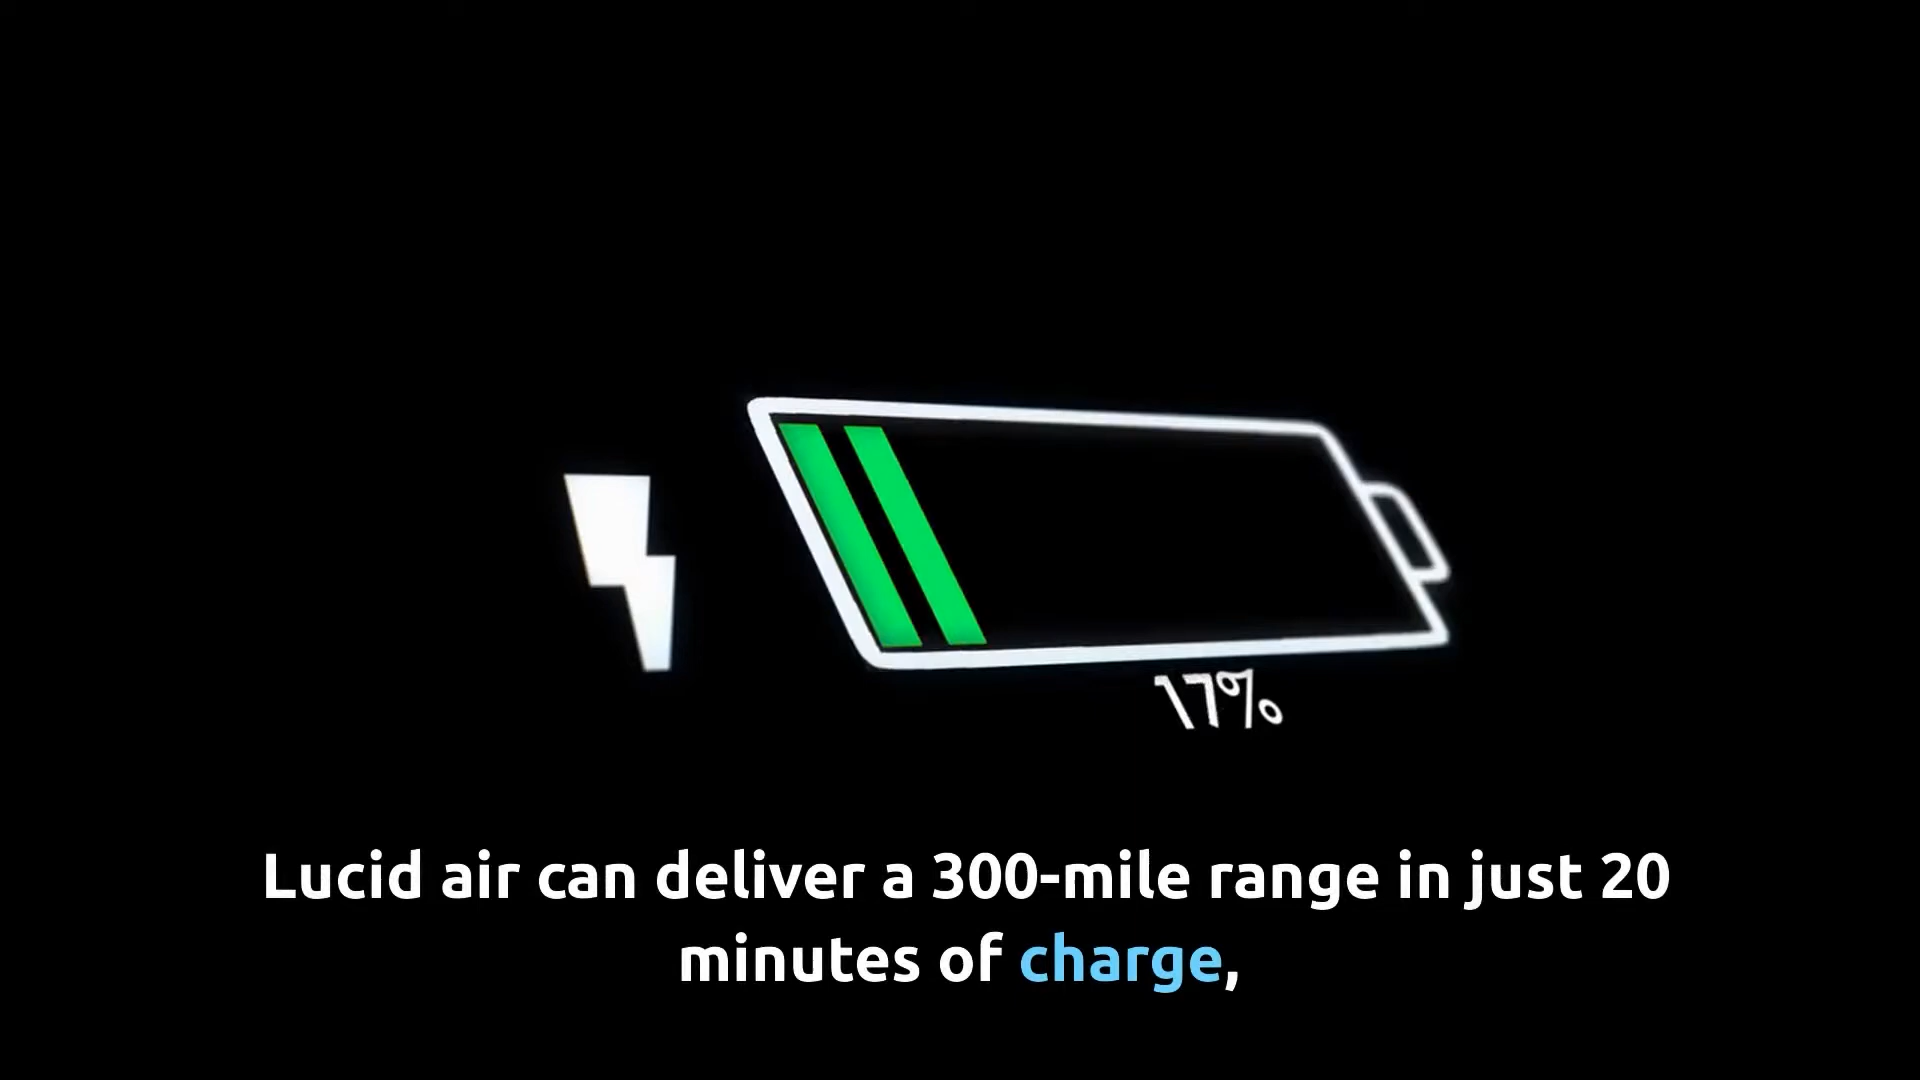 17%
Lucid air can deliver a 300-mile range in just 20
minutes of charge,